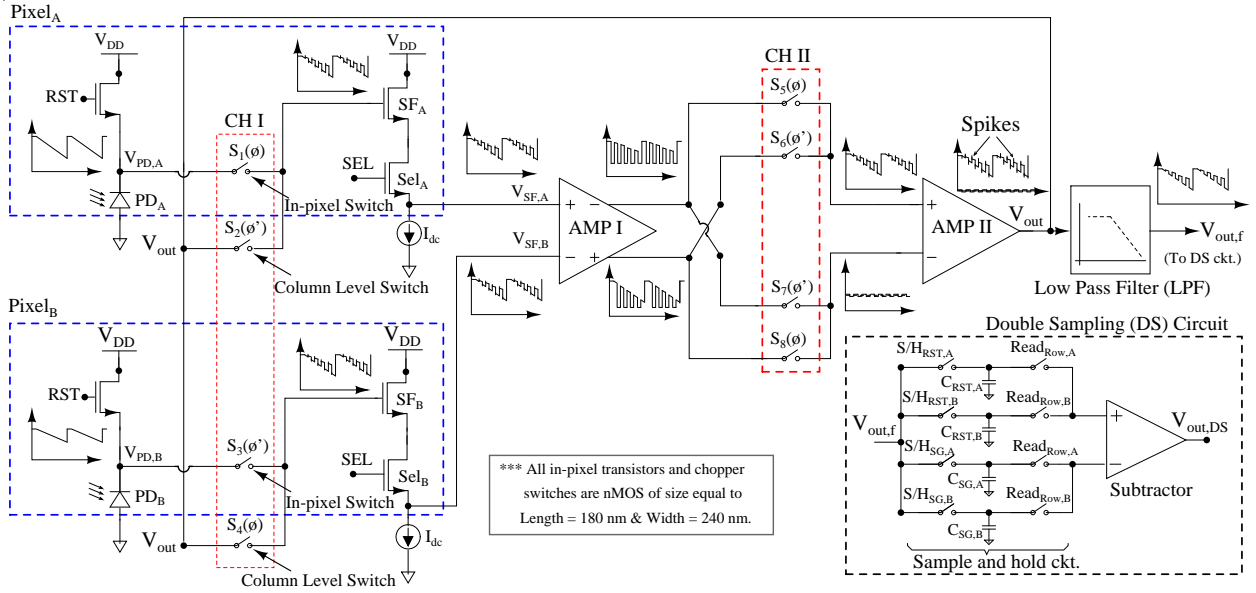 Pixel_A
V_DD
RST
V_PD,A
PD_A
V_out
CH I
S_1(ø)
In-pixel Switch
S_2(ø')
Column Level Switch
V_DD
SF_A
SEL
Sel_A
I_dc
V_SF,A
V_SF,B
+
−
AMP I
−
+
CH II
S_5(ø)
S_6(ø')
S_7(ø')
S_8(ø)
Spikes
+
−
AMP II
V_out
V_out,f
(To DS ckt.)
Low Pass Filter (LPF)
Pixel_B
V_DD
RST
V_PD,B
PD_B
V_out
S_3(ø')
In-pixel Switch
S_4(ø)
Column Level Switch
V_DD
SF_B
SEL
Sel_B
I_dc
*** All in-pixel transistors and chopper
switches are nMOS of size equal to
Length = 180 nm & Width = 240 nm.
Double Sampling (DS) Circuit
S/H_RST,A
Read_Row,A
C_RST,A
S/H_RST,B
Read_Row,B
C_RST,B
V_out,f
S/H_SG,A
Read_Row,A
C_SG,A
S/H_SG,B
Read_Row,B
C_SG,B
+
−
V_out,DS
Subtractor
Sample and hold ckt.